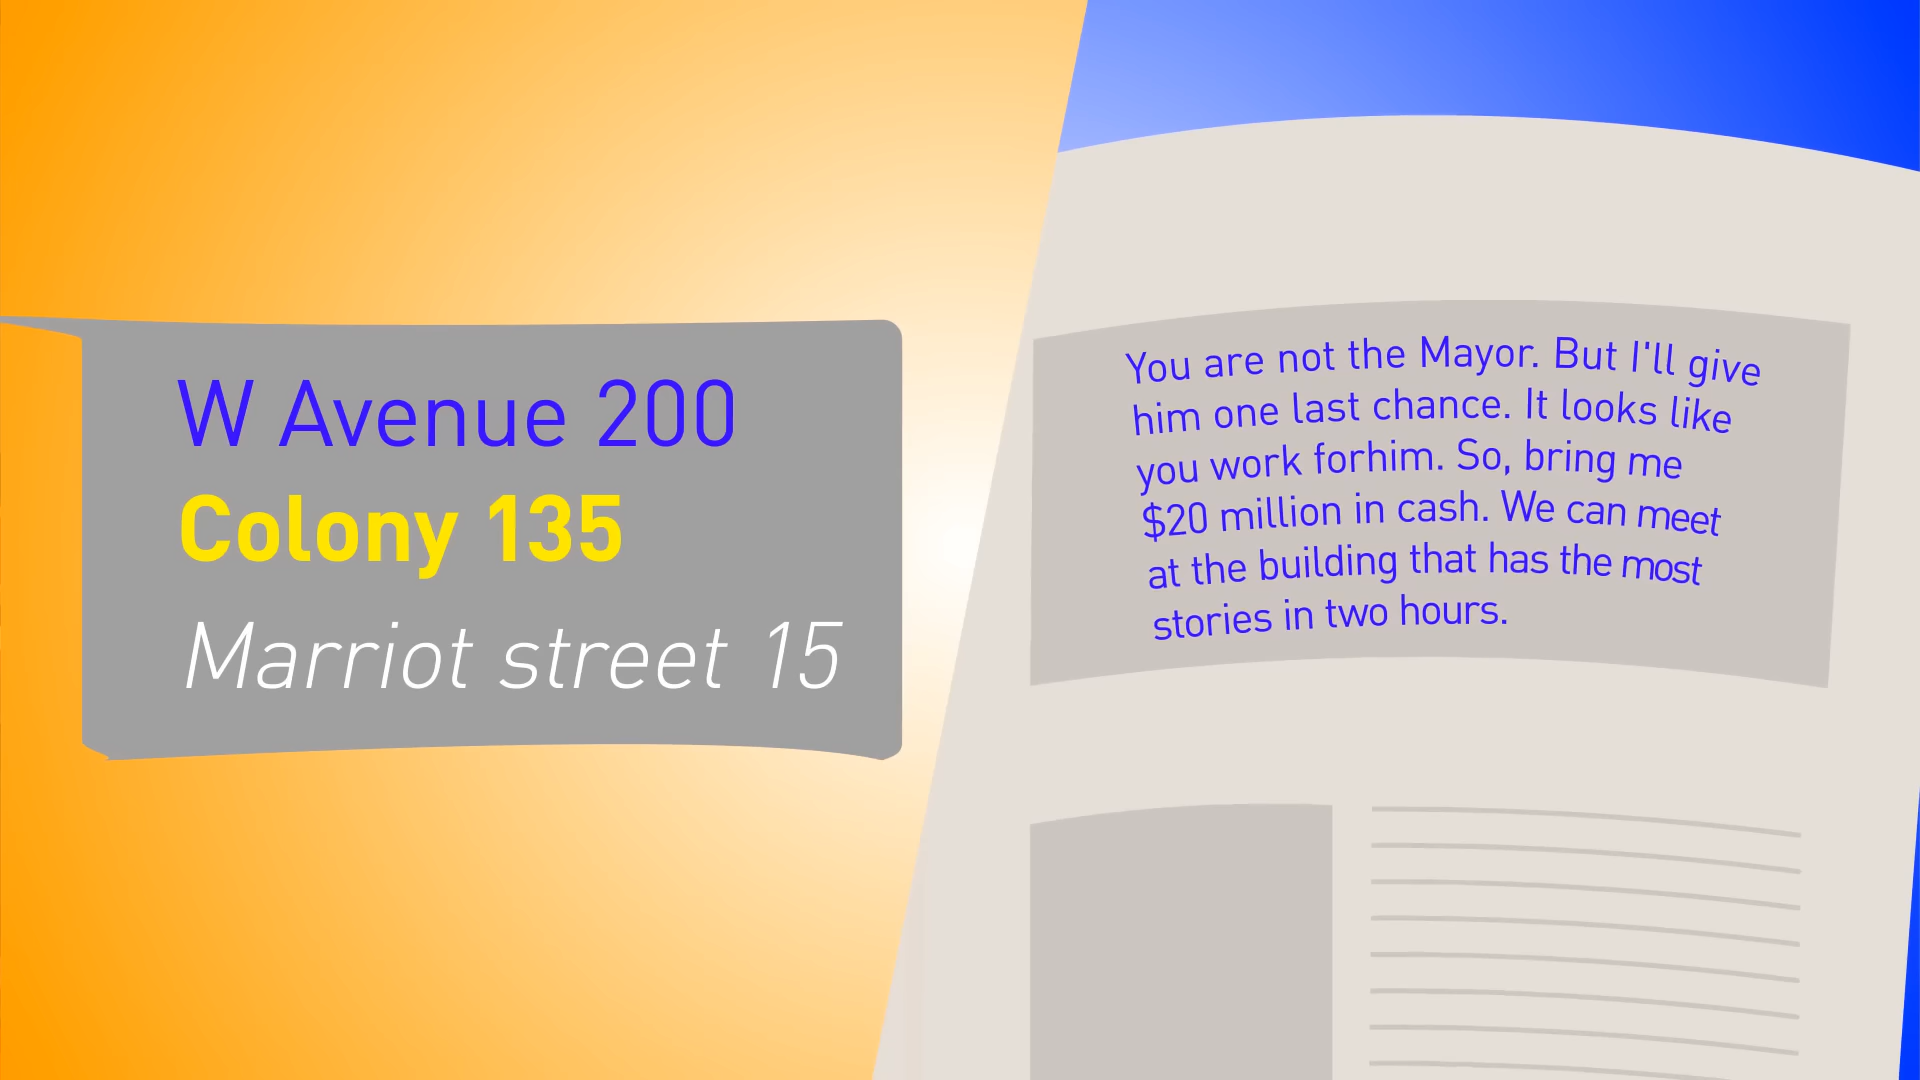 W Avenue 200
Colony 135
Marriot street 15
You are not the Mayor. But I'll give
him one last chance. It looks like
you work forhim. So, bring me
$20 million in cash. We can meet
at the building that has the most
stories in two hours.